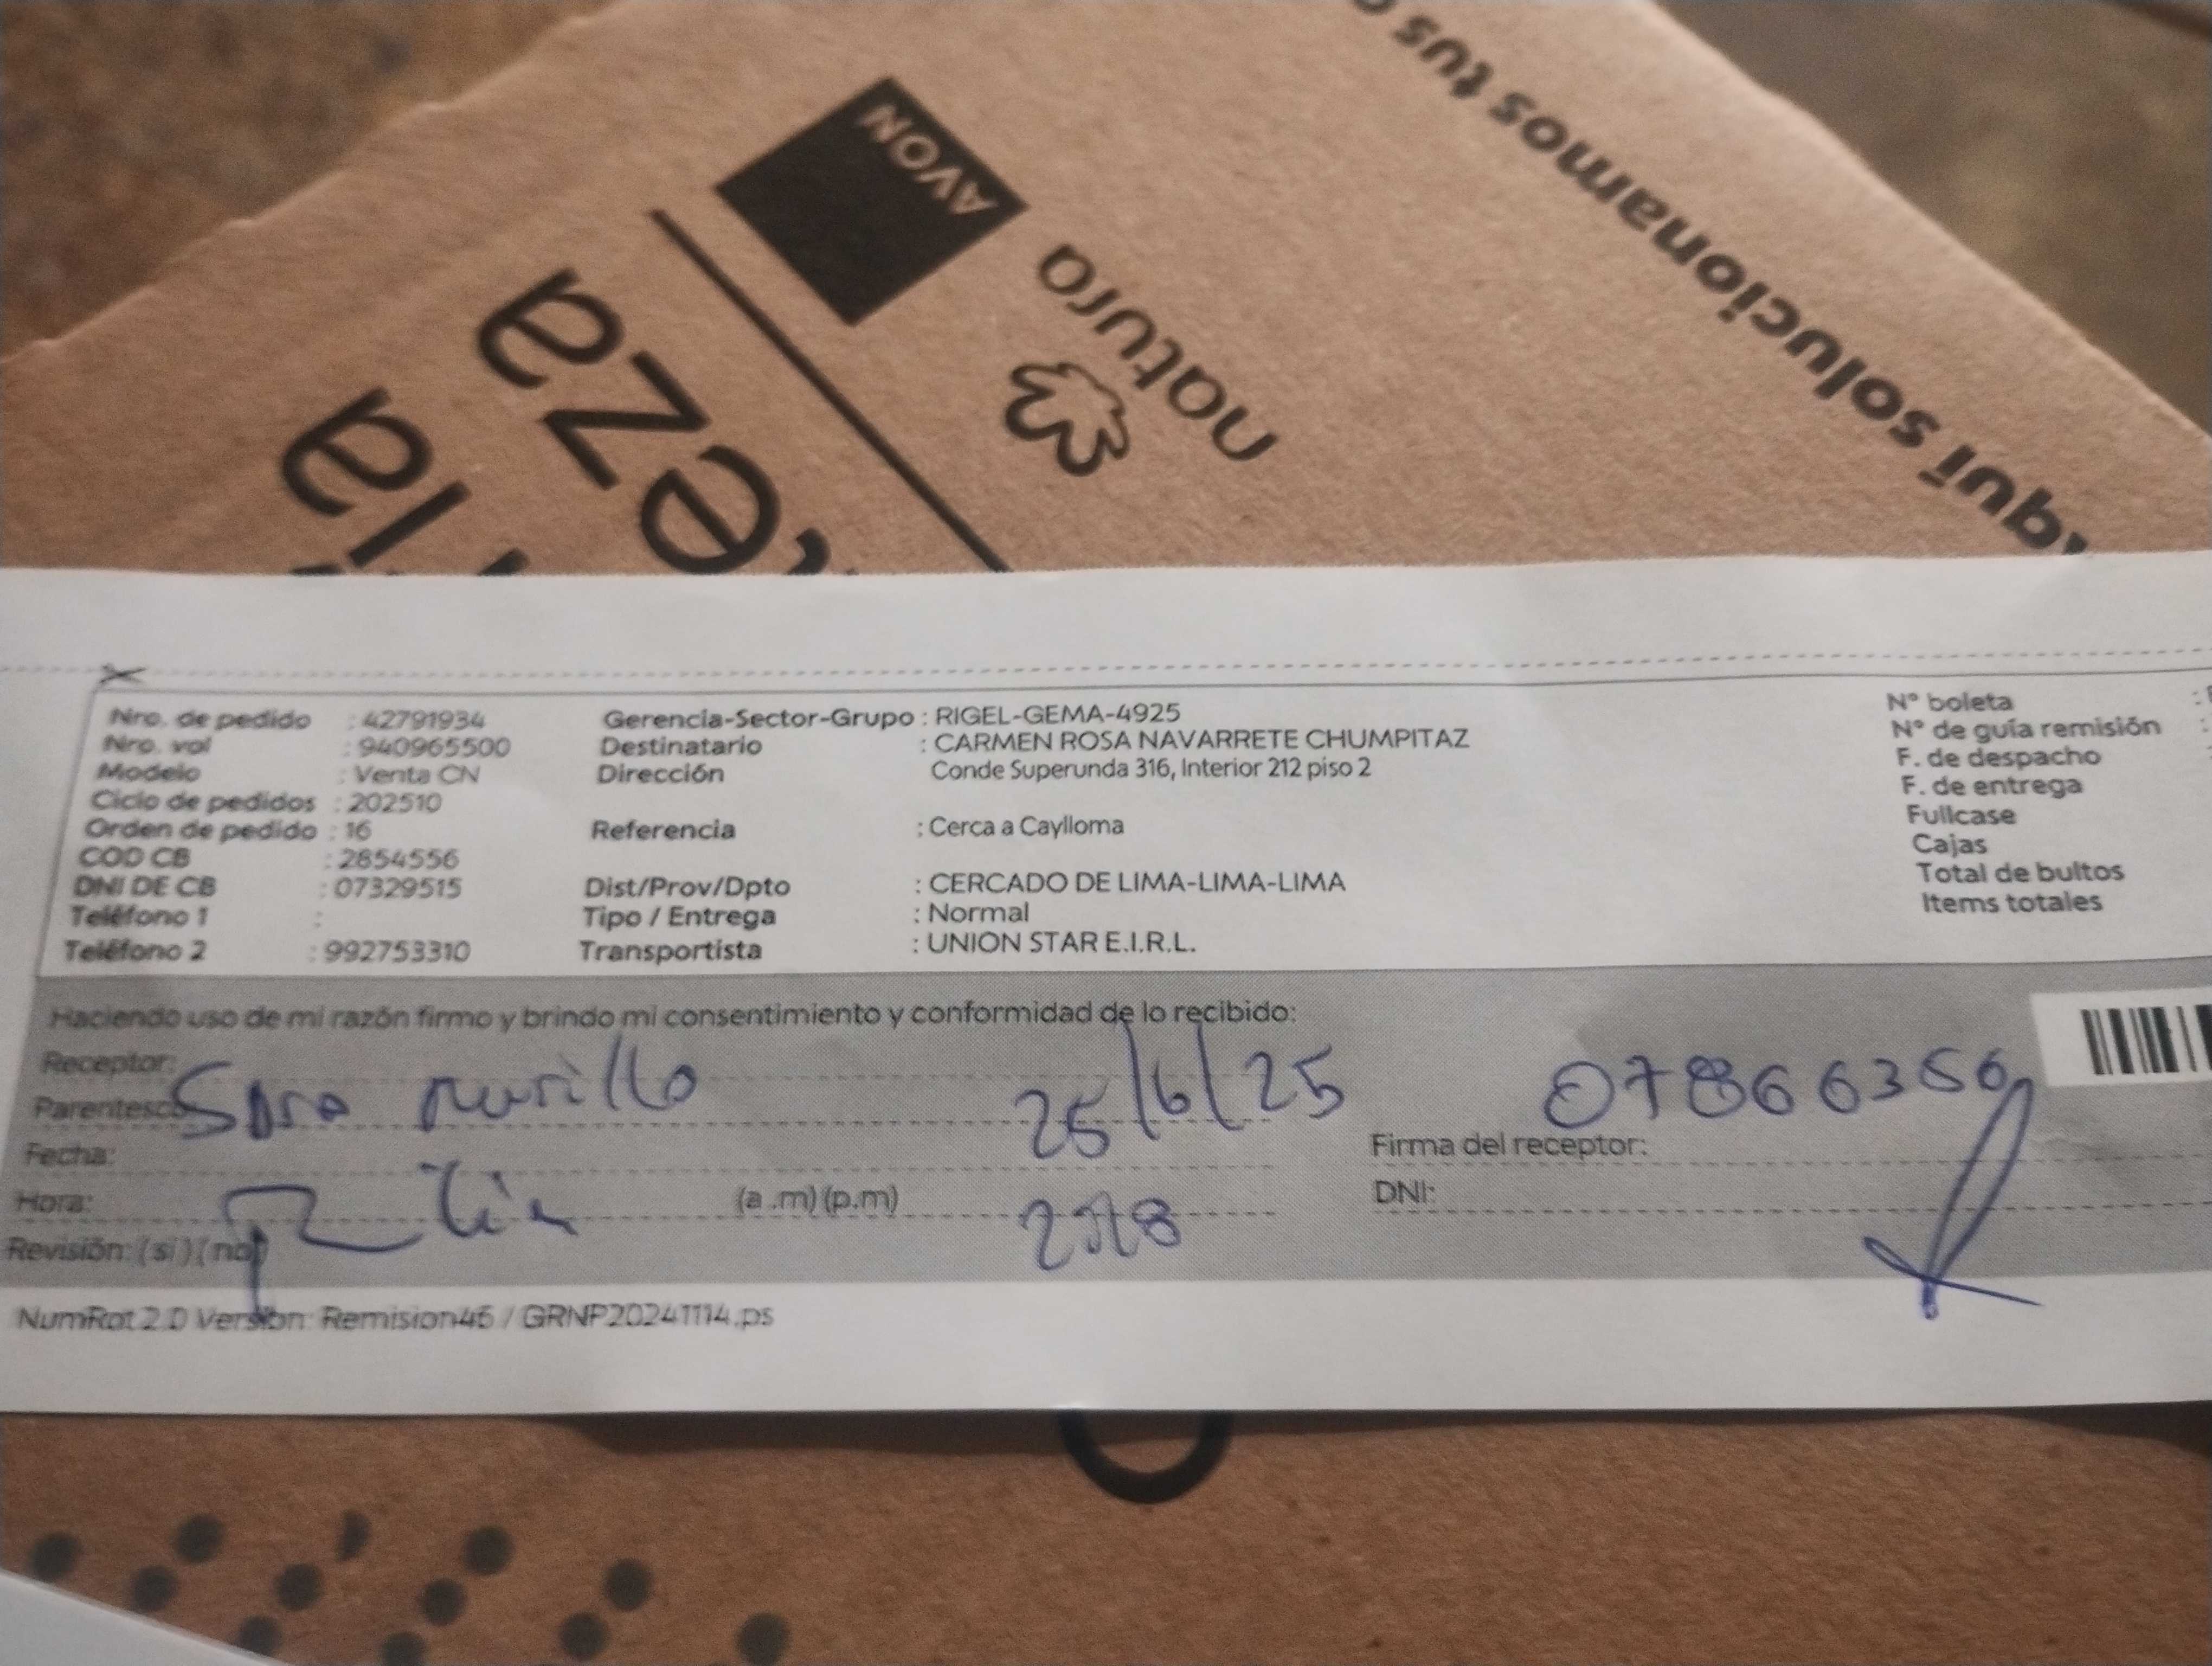 Aquí solucionamos tus
AVON
natura
eza
la
Nro. de pedido : 42791934
Nro. vol : 940965500
Modelo : Venta CN
Ciclo de pedidos : 202510
Orden de pedido : 16
COD CB : 2854556
DNI DE CB : 07329515
Teléfono 1 :
Teléfono 2 : 992753310
Gerencia-Sector-Grupo : RIGEL-GEMA-4925
Destinatario : CARMEN ROSA NAVARRETE CHUMPITAZ
Dirección Conde Superunda 316, Interior 212 piso 2
Referencia : Cerca a Caylloma
Dist/Prov/Dpto : CERCADO DE LIMA-LIMA-LIMA
Tipo / Entrega : Normal
Transportista : UNION STAR E.I.R.L.
N° boleta :
N° de guía remisión :
F. de despacho
F. de entrega
Fullcase
Cajas
Total de bultos
Items totales
Haciendo uso de mi razón firmo y brindo mi consentimiento y conformidad de lo recibido:
Receptor:
Parentesco
murillo 25/6/25
Fecha:
Hora: (a .m) (p.m)
Revisión: (si) (no)
Firma del receptor:
DNI:
NumRot 2.0 Version: Remision46 / GRNP20241114.ps